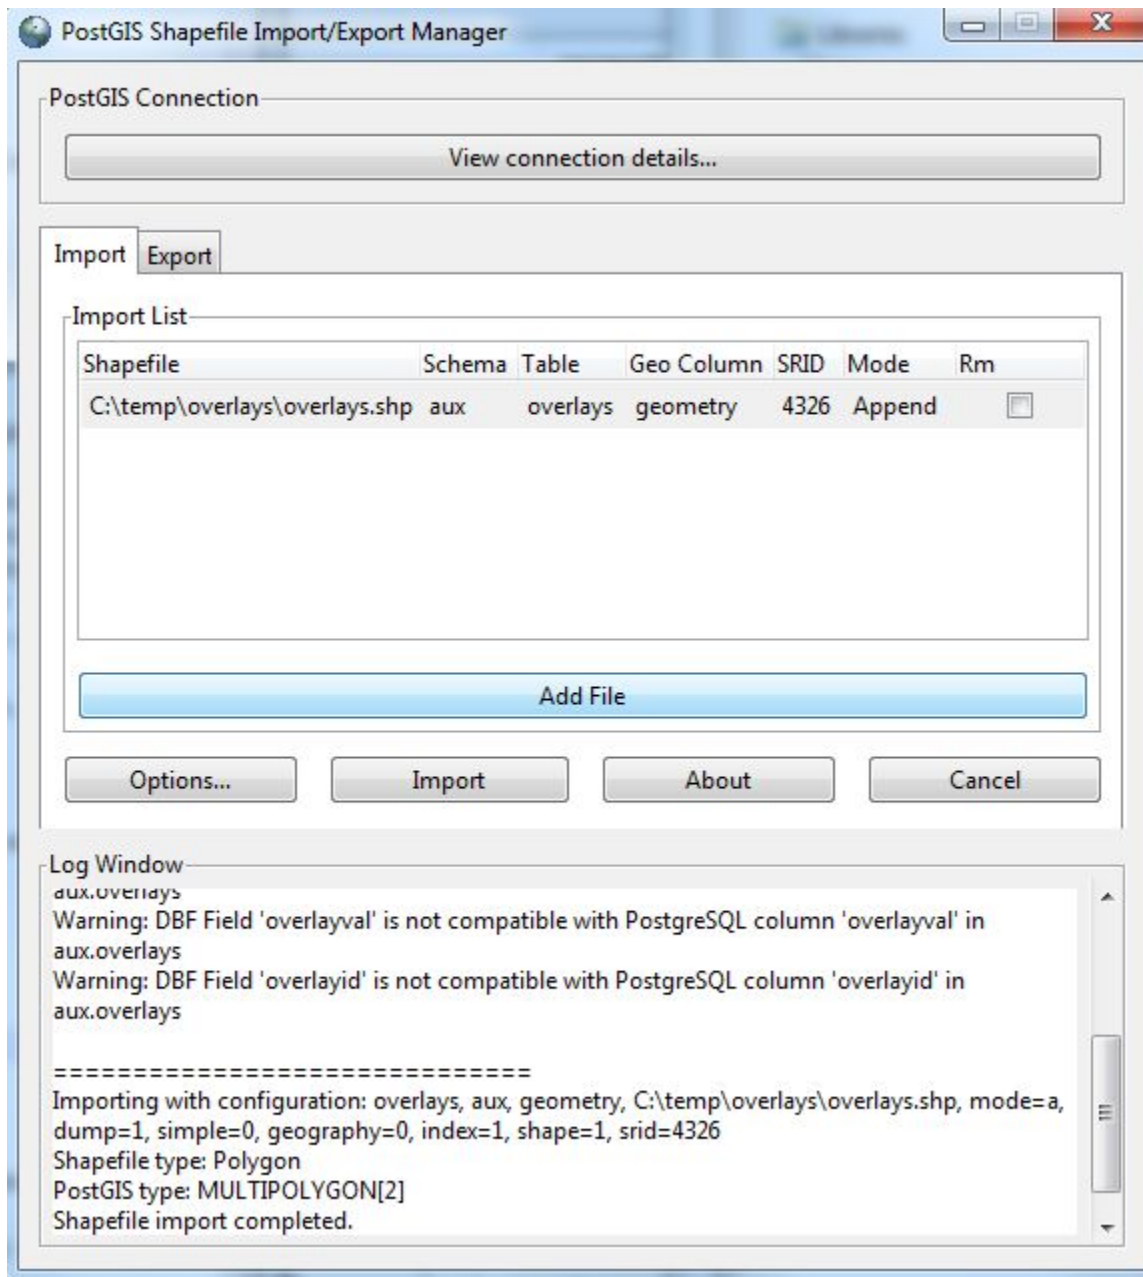 PostGIS Shapefile Import/Export Manager
PostGIS Connection
View connection details...
Import Export
Import List
Shapefile Schema Table Geo Column SRID Mode Rm
C:\temp\overlays\overlays.shp aux overlays geometry 4326 Append
Add File
Options... Import About Cancel
Log Window
aux.overlays
Warning: DBF Field 'overlayval' is not compatible with PostgreSQL column 'overlayval' in
aux.overlays
Warning: DBF Field 'overlayid' is not compatible with PostgreSQL column 'overlayid' in
aux.overlays
==============================
Importing with configuration: overlays, aux, geometry, C:\temp\overlays\overlays.shp, mode=a,
dump=1, simple=0, geography=0, index=1, shape=1, srid=4326
Shapefile type: Polygon
PostGIS type: MULTIPOLYGON[2]
Shapefile import completed.